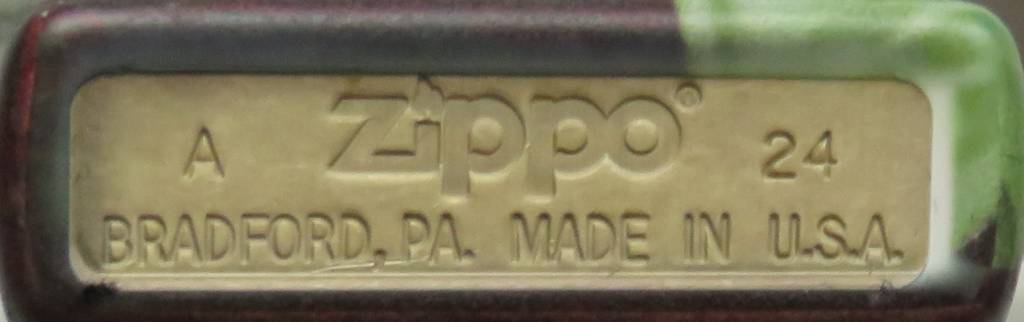 A Zippo® 24
BRADFORD, PA. MADE IN U.S.A.